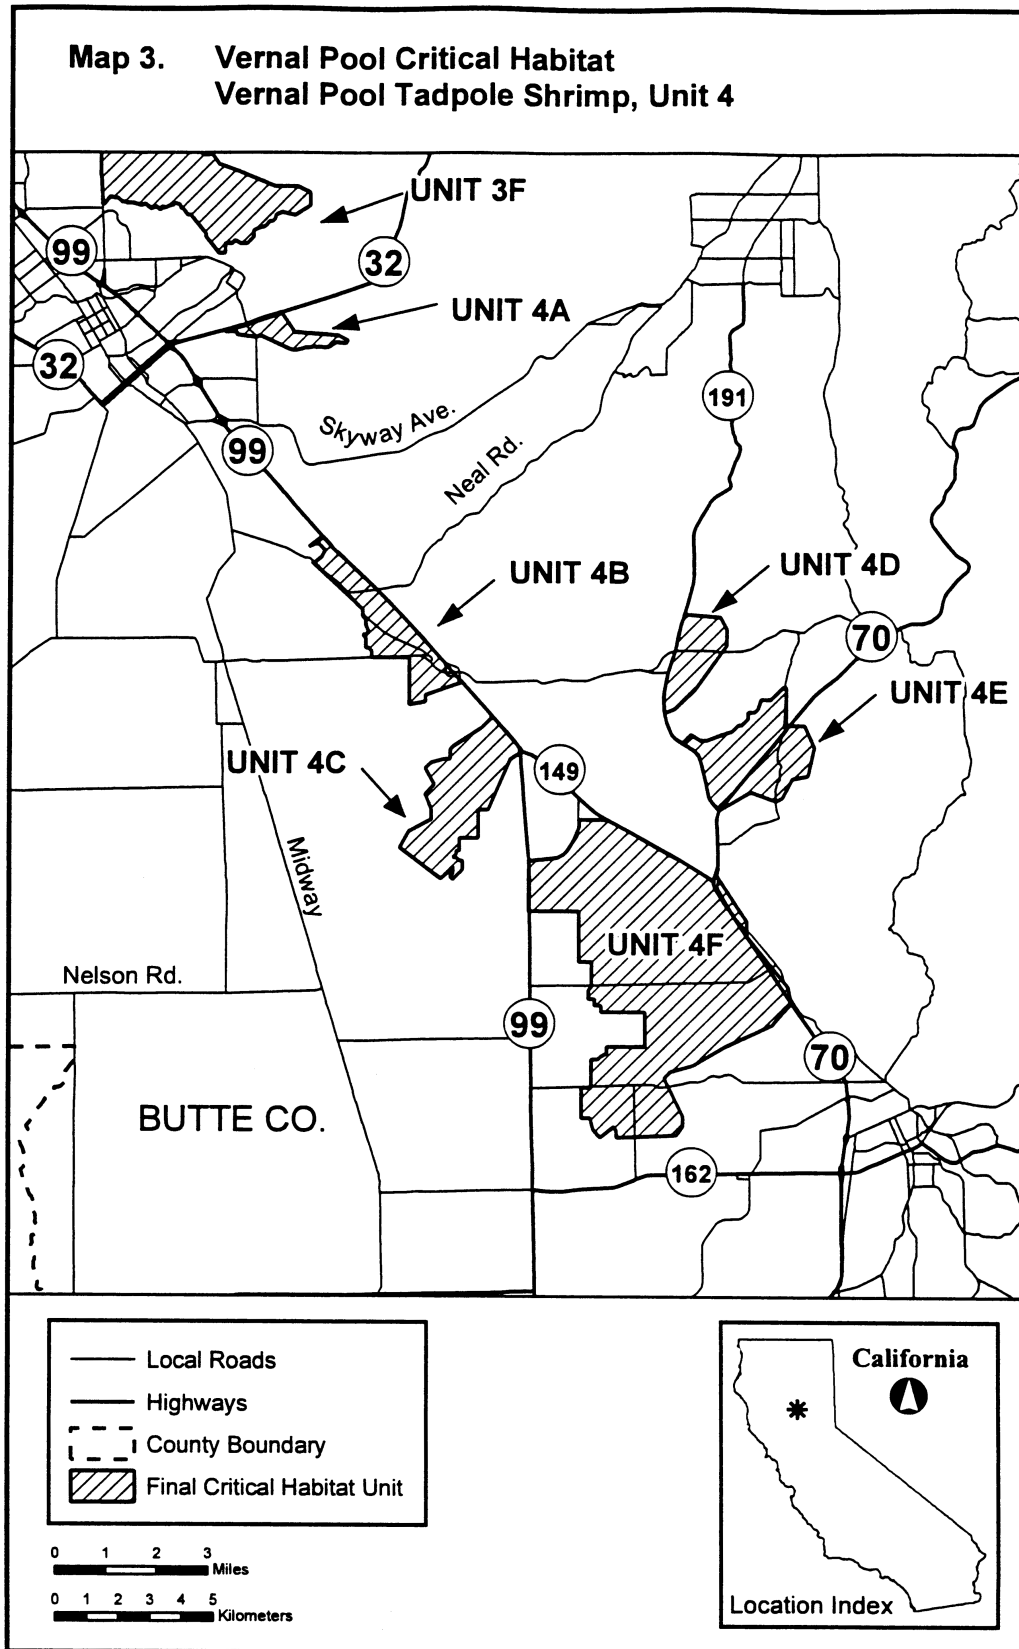 Map 3. Vernal Pool Critical Habitat
Vernal Pool Tadpole Shrimp, Unit 4
UNIT 3F
99
32
UNIT 4A
32
191
Skyway Ave.
99
Neal Rd.
UNIT 4B
UNIT 4D
70
UNIT 4E
UNIT 4C
149
Midway
UNIT 4F
Nelson Rd.
99
70
BUTTE CO.
162
Local Roads
Highways
County Boundary
Final Critical Habitat Unit
0 1 2 3
Miles
0 1 2 3 4 5
Kilometers
California
Location Index